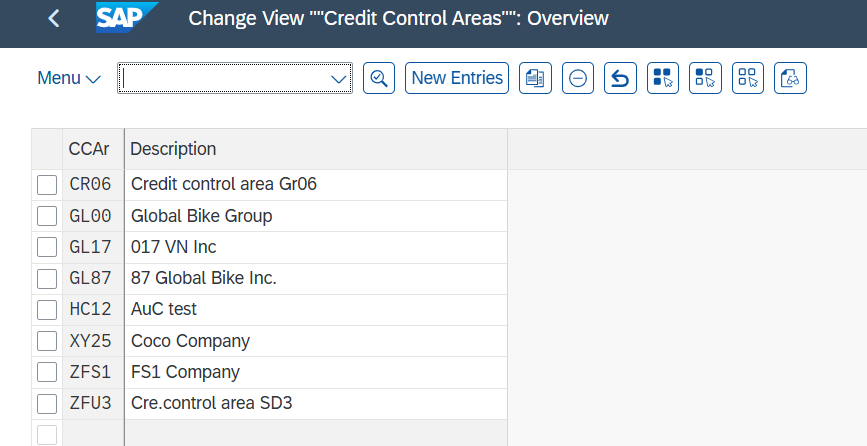 SAP Change View ""Credit Control Areas"": Overview
Menu New Entries
CCAr Description
CR06 Credit control area Gr06
GL00 Global Bike Group
GL17 017 VN Inc
GL87 87 Global Bike Inc.
HC12 AuC test
XY25 Coco Company
ZFS1 FS1 Company
ZFU3 Cre.control area SD3